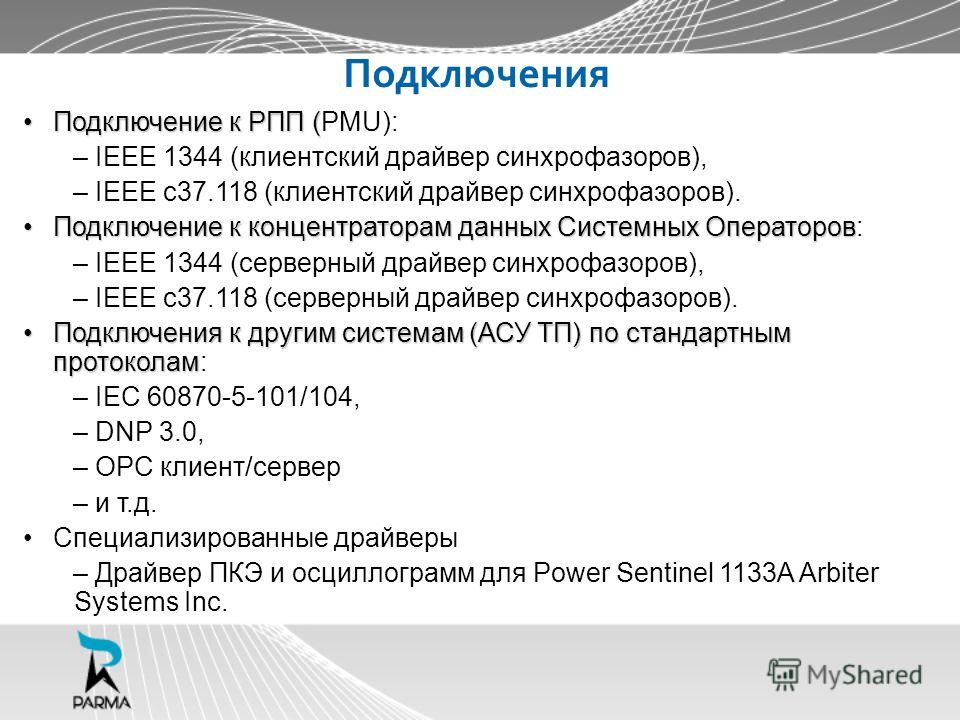 Подключения
• Подключение к РПП (PMU):
– IEEE 1344 (клиентский драйвер синхрофазоров),
– IEEE c37.118 (клиентский драйвер синхрофазоров).
• Подключение к концентраторам данных Системных Операторов:
– IEEE 1344 (серверный драйвер синхрофазоров),
– IEEE c37.118 (серверный драйвер синхрофазоров).
• Подключения к другим системам (АСУ ТП) по стандартным
протоколам:
– IEC 60870-5-101/104,
– DNP 3.0,
– OPC клиент/сервер
– и т.д.
• Специализированные драйверы
– Драйвер ПКЭ и осциллограмм для Power Sentinel 1133A Arbiter
Systems Inc.
PARMA
MyShared